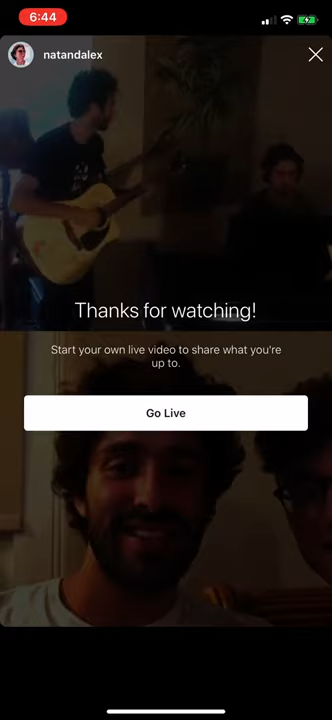 6:44
natandalex
Thanks for watching!
Start your own live video to share what you're
up to.
Go Live